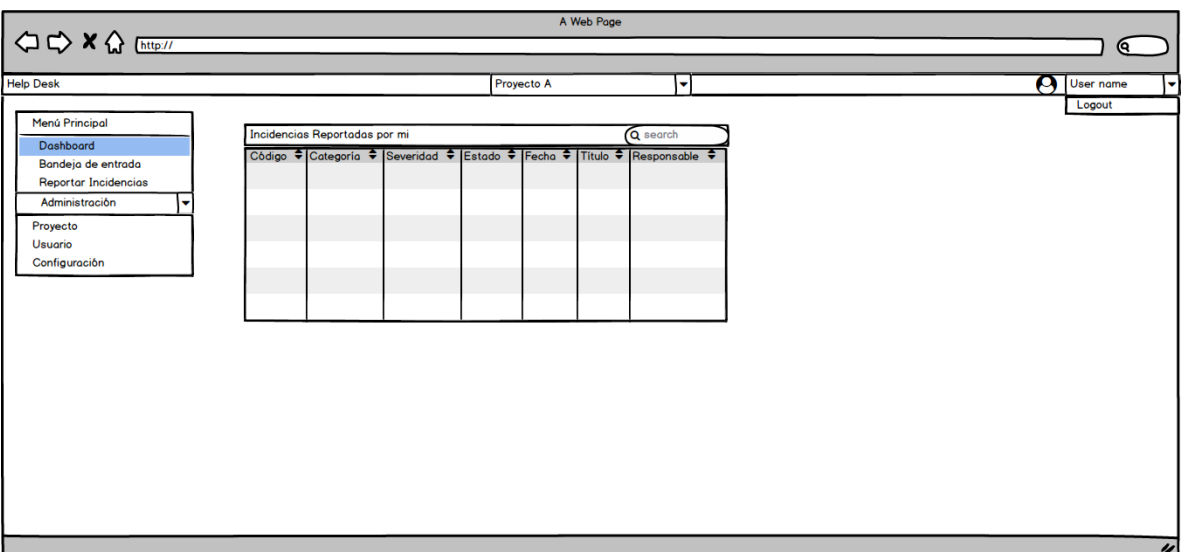 A Web Page
http://
Help Desk
Proyecto A
User name
Logout
Menú Principal
Dashboard
Bandeja de entrada
Reportar Incidencias
Administración
Proyecto
Usuario
Configuración
Incidencias Reportadas por mi
search
Código Categoría Severidad Estado Fecha Título Responsable